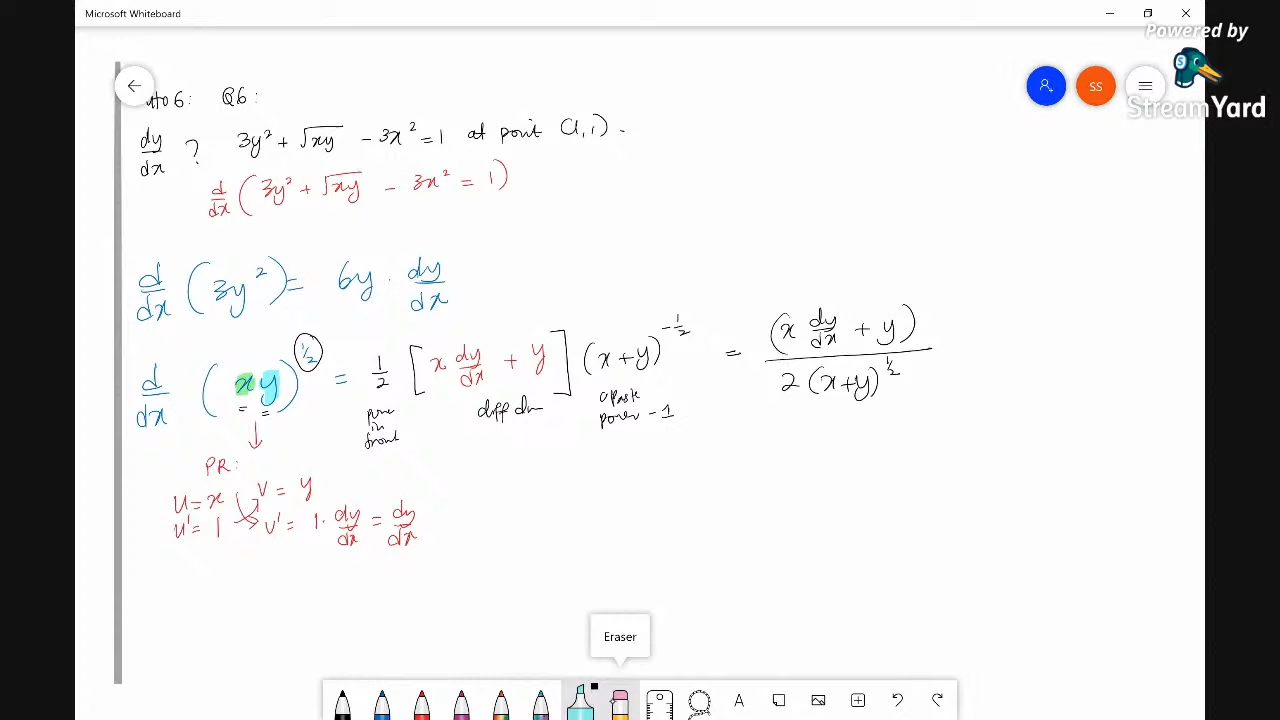 Microsoft Whiteboard
Powered by
StreamYard
SS
uto 6: Q6:
dy/dx ? 3y² + √xy − 3x² = 1 at point (1,1).
d/dx (3y² + √xy − 3x² = 1)
d/dx (3y²) = 6y · dy/dx
d/dx (xy)^½ = ½ [x dy/dx + y] (x+y)^−½ = (x dy/dx + y) / 2(x+y)^½
in
front
diff
power − 1
PR:
u = x v = y
u' = 1 v' = 1 · dy/dx = dy/dx
Eraser
A